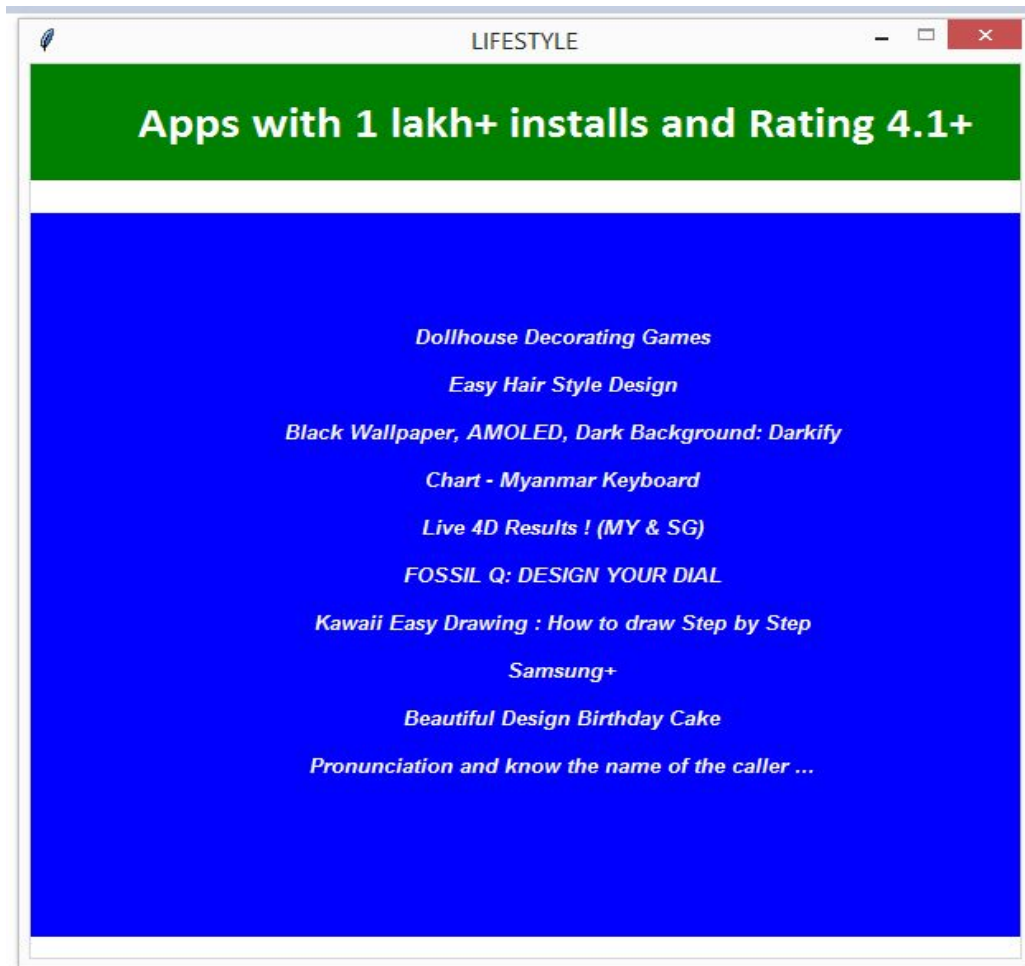 LIFESTYLE
Apps with 1 lakh+ installs and Rating 4.1+
Dollhouse Decorating Games
Easy Hair Style Design
Black Wallpaper, AMOLED, Dark Background: Darkify
Chart - Myanmar Keyboard
Live 4D Results ! (MY & SG)
FOSSIL Q: DESIGN YOUR DIAL
Kawaii Easy Drawing : How to draw Step by Step
Samsung+
Beautiful Design Birthday Cake
Pronunciation and know the name of the caller ...